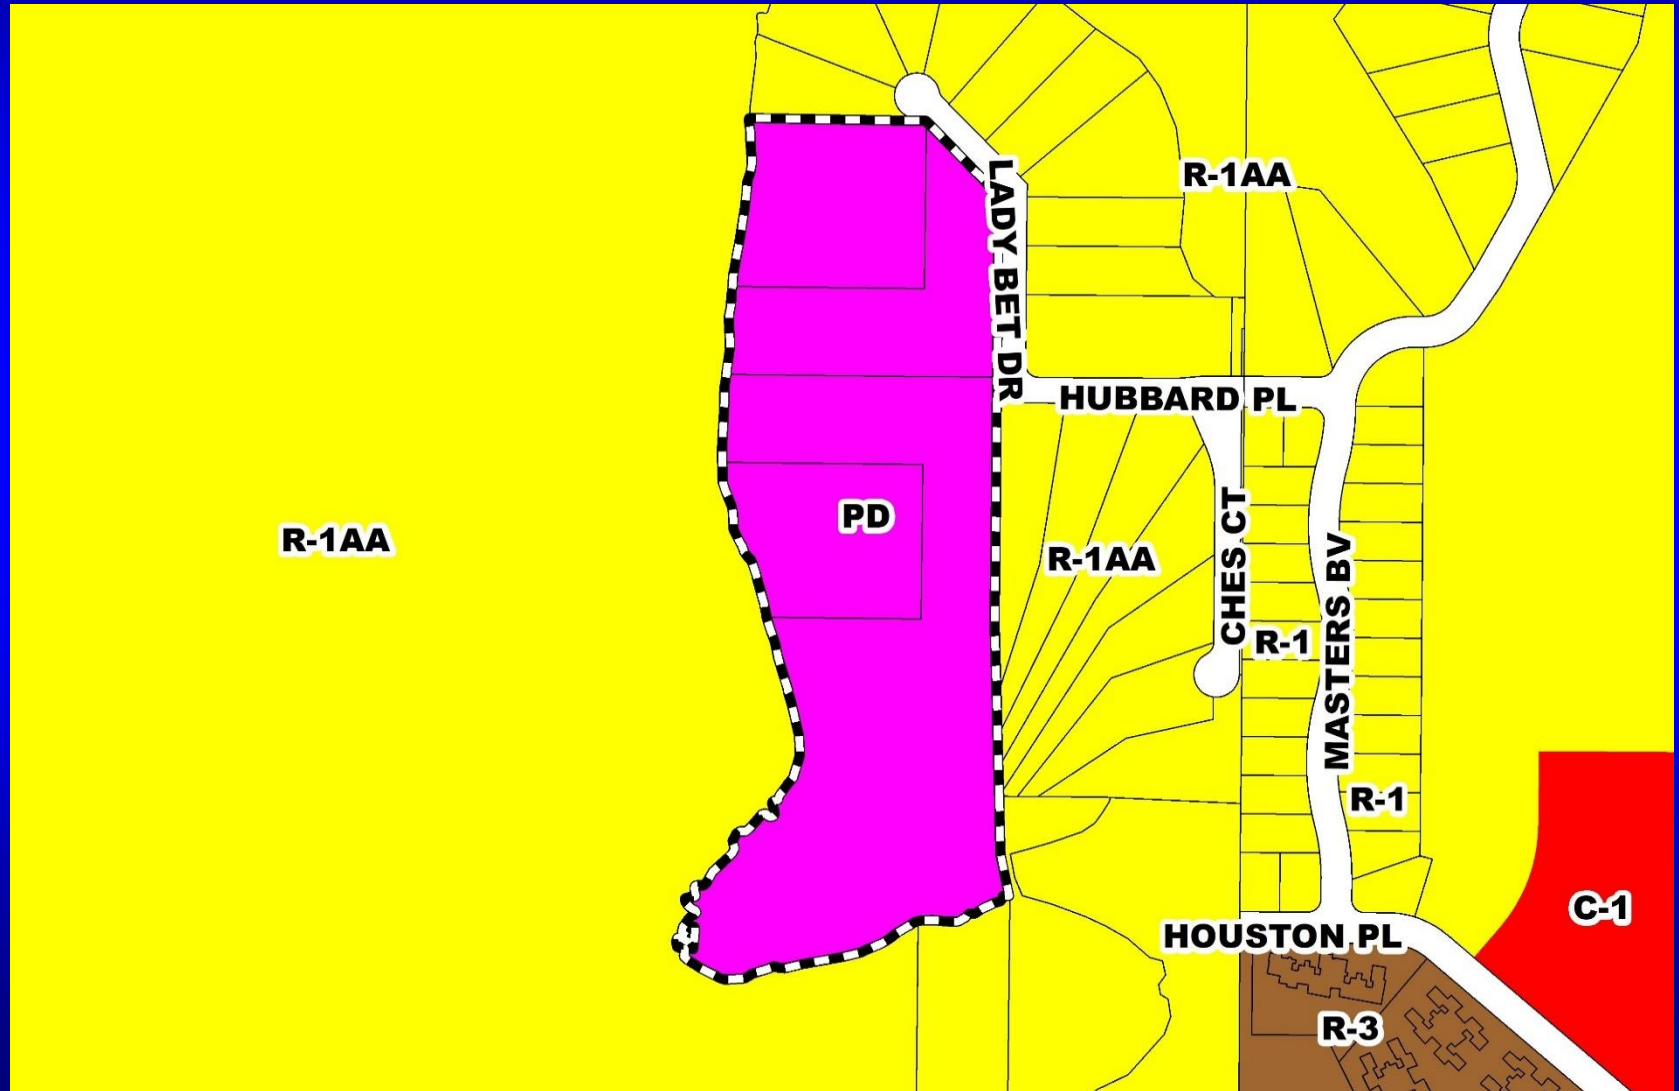 R-1AA
LADY BET DR
HUBBARD PL
R-1AA
PD
R-1AA
CHES CT
R-1
MASTERS BV
R-1
C-1
HOUSTON PL
R-3